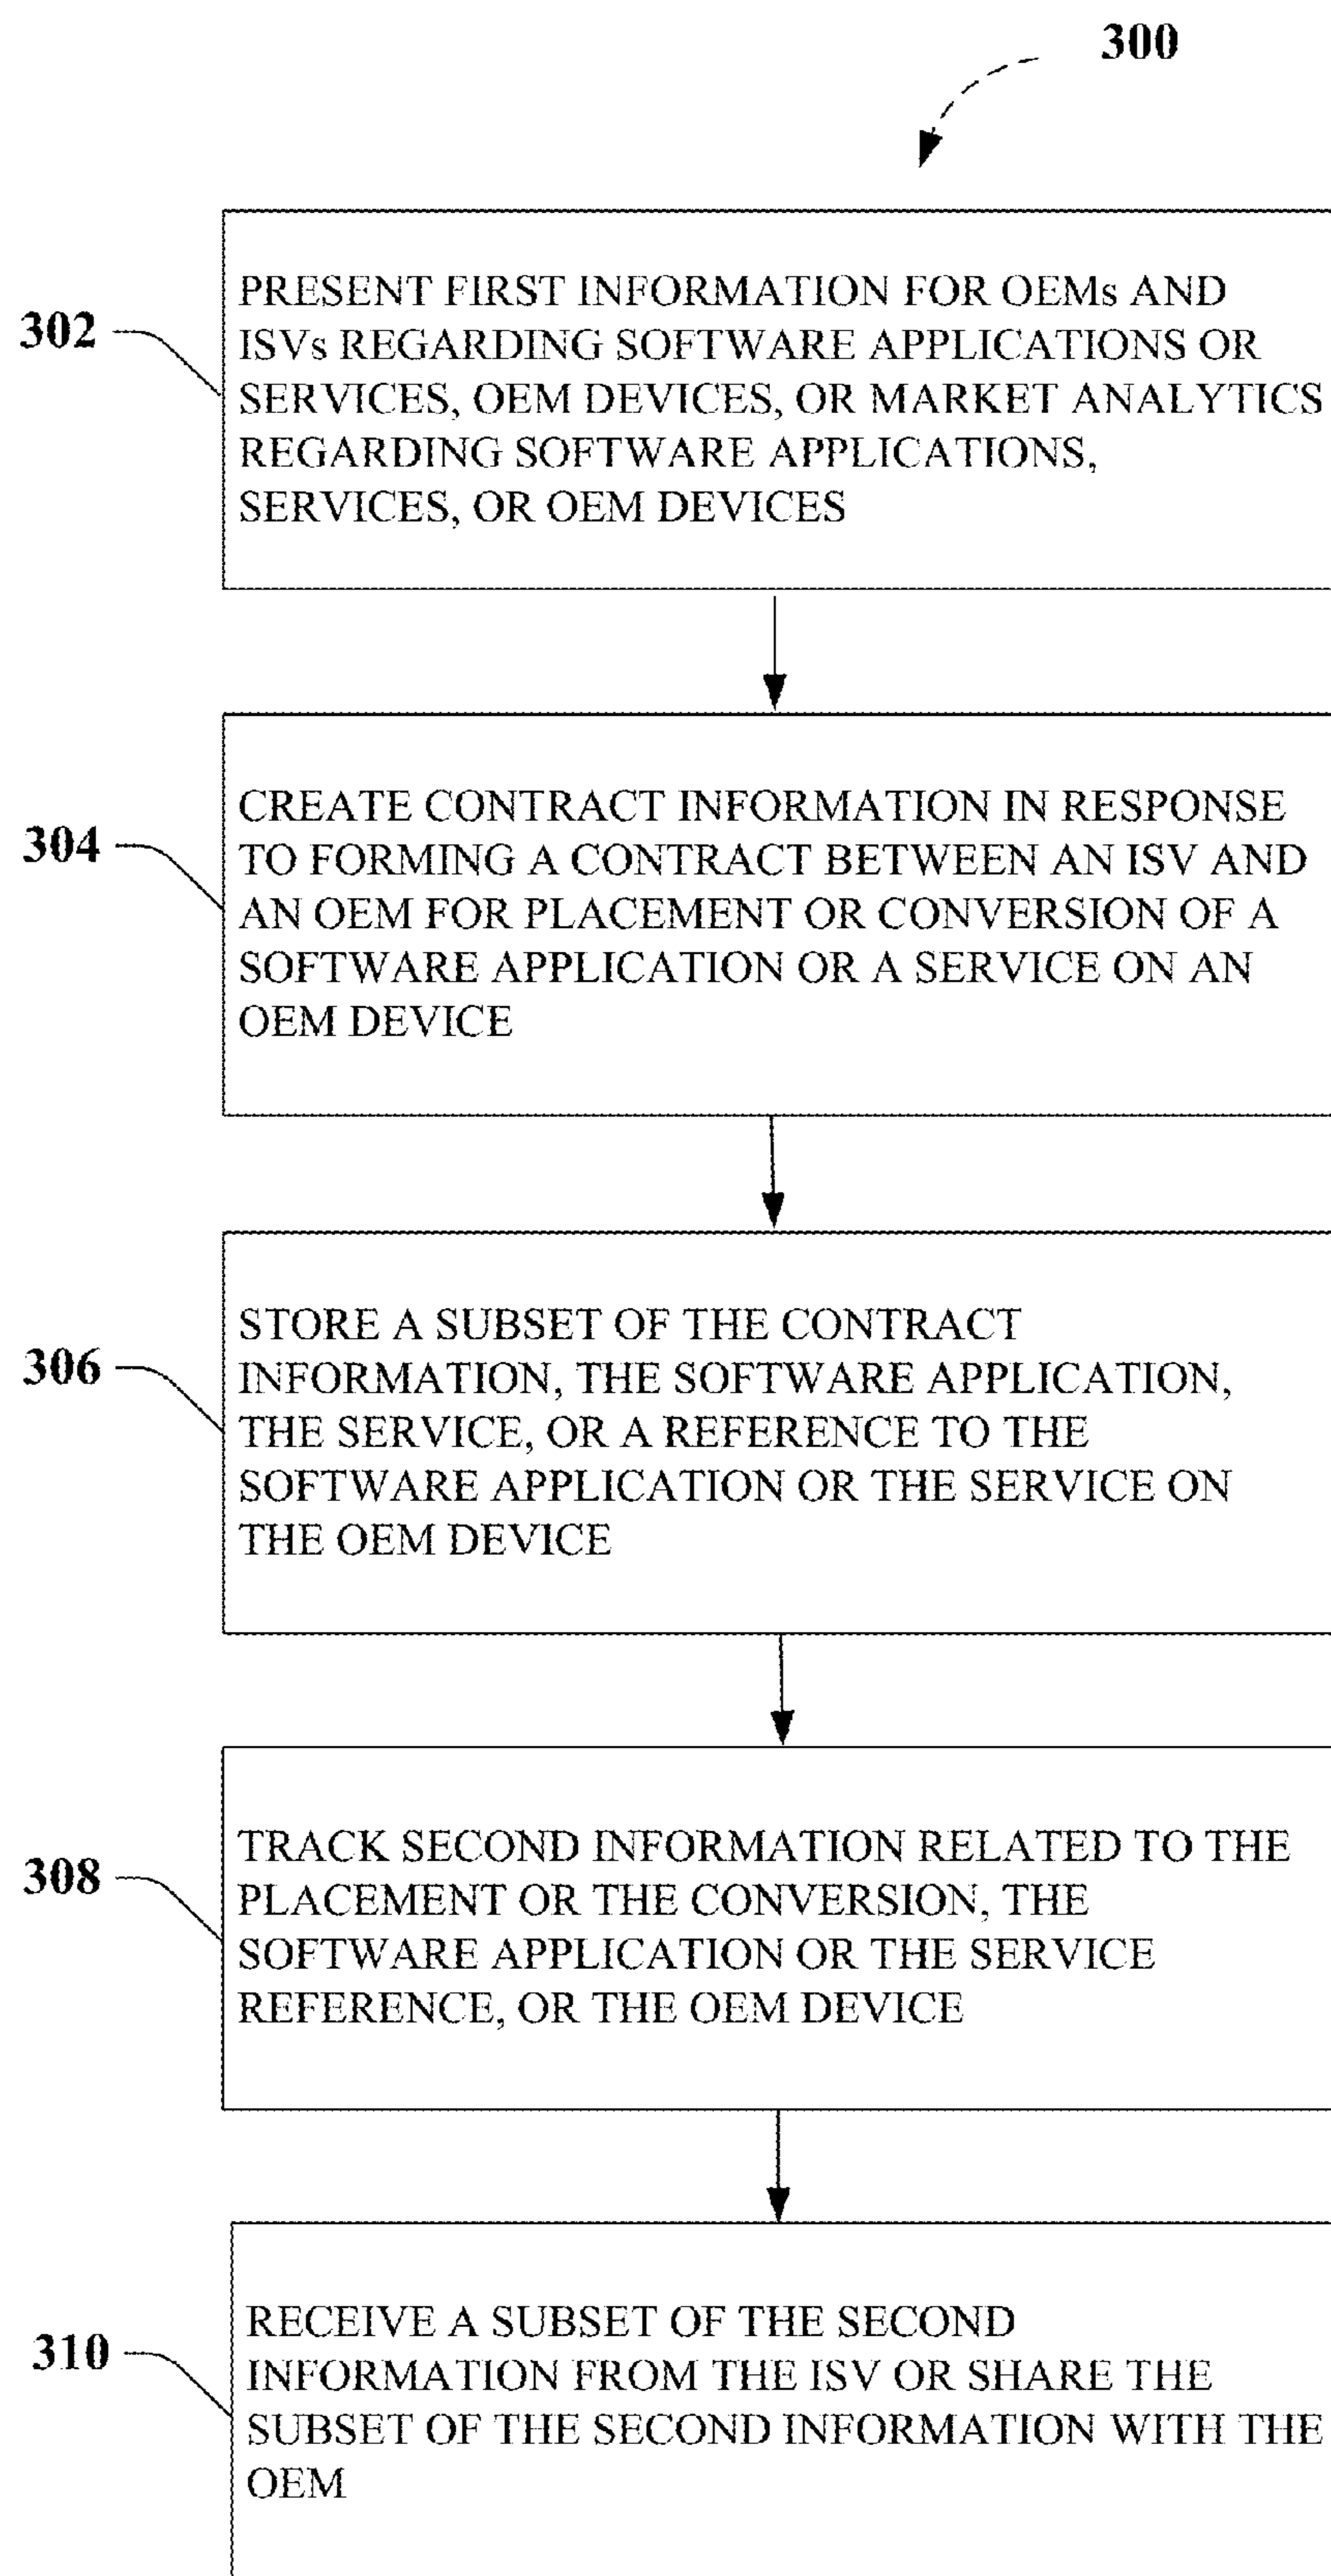 300
302
PRESENT FIRST INFORMATION FOR OEMs AND
ISVs REGARDING SOFTWARE APPLICATIONS OR
SERVICES, OEM DEVICES, OR MARKET ANALYTICS
REGARDING SOFTWARE APPLICATIONS,
SERVICES, OR OEM DEVICES
304
CREATE CONTRACT INFORMATION IN RESPONSE
TO FORMING A CONTRACT BETWEEN AN ISV AND
AN OEM FOR PLACEMENT OR CONVERSION OF A
SOFTWARE APPLICATION OR A SERVICE ON AN
OEM DEVICE
306
STORE A SUBSET OF THE CONTRACT
INFORMATION, THE SOFTWARE APPLICATION,
THE SERVICE, OR A REFERENCE TO THE
SOFTWARE APPLICATION OR THE SERVICE ON
THE OEM DEVICE
308
TRACK SECOND INFORMATION RELATED TO THE
PLACEMENT OR THE CONVERSION, THE
SOFTWARE APPLICATION OR THE SERVICE
REFERENCE, OR THE OEM DEVICE
310
RECEIVE A SUBSET OF THE SECOND
INFORMATION FROM THE ISV OR SHARE THE
SUBSET OF THE SECOND INFORMATION WITH THE
OEM